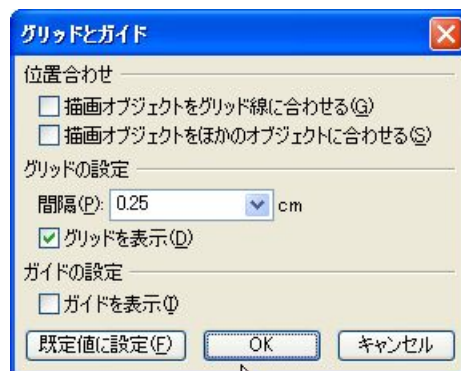 グリッドとガイド
位置合わせ
描画オブジェクトをグリッド線に合わせる(G)
描画オブジェクトをほかのオブジェクトに合わせる(S)
グリッドの設定
間隔(P): 0.25 cm
グリッドを表示(D)
ガイドの設定
ガイドを表示(I)
既定値に設定(F) OK キャンセル